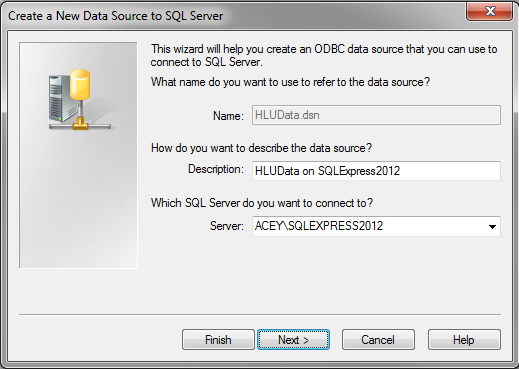 Create a New Data Source to SQL Server
This wizard will help you create an ODBC data source that you can use to
connect to SQL Server.
What name do you want to use to refer to the data source?
Name: HLUData.dsn
How do you want to describe the data source?
Description: HLUData on SQLExpress2012
Which SQL Server do you want to connect to?
Server: ACEY\SQLEXPRESS2012
Finish Next > Cancel Help